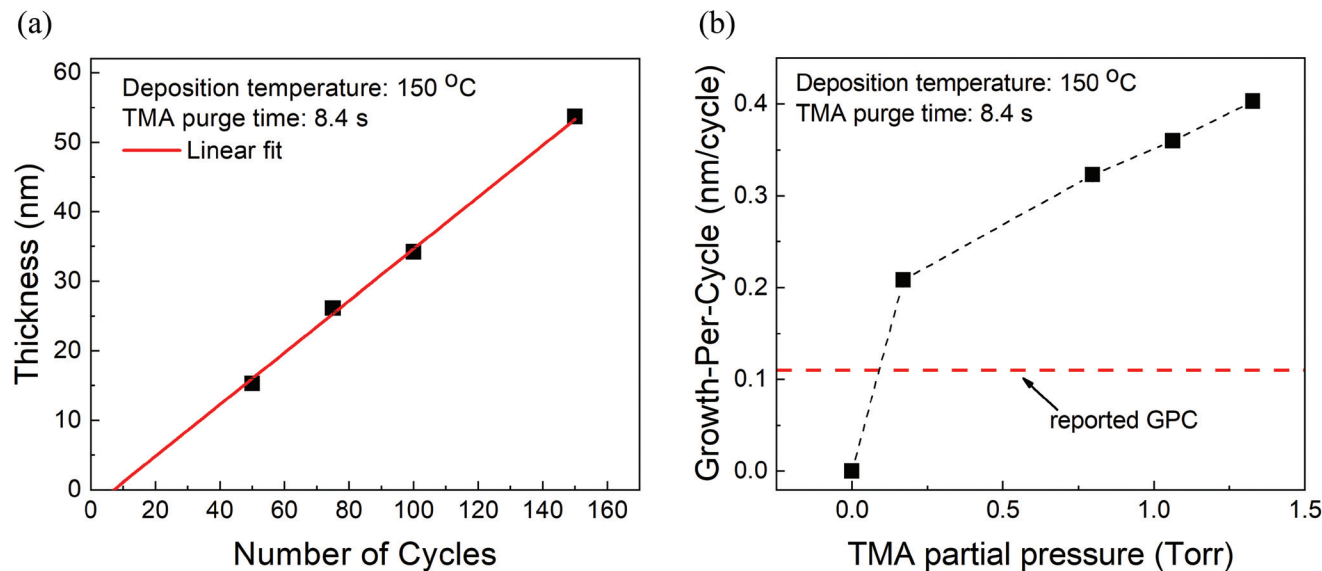 (a)
Deposition temperature: 150 °C
TMA purge time: 8.4 s
Linear fit
Thickness (nm)
60
50
40
30
20
10
0
0 20 40 60 80 100 120 140 160
Number of Cycles
(b)
Deposition temperature: 150 °C
TMA purge time: 8.4 s
reported GPC
Growth-Per-Cycle (nm/cycle)
0.4
0.3
0.2
0.1
0.0
0.0 0.5 1.0 1.5
TMA partial pressure (Torr)